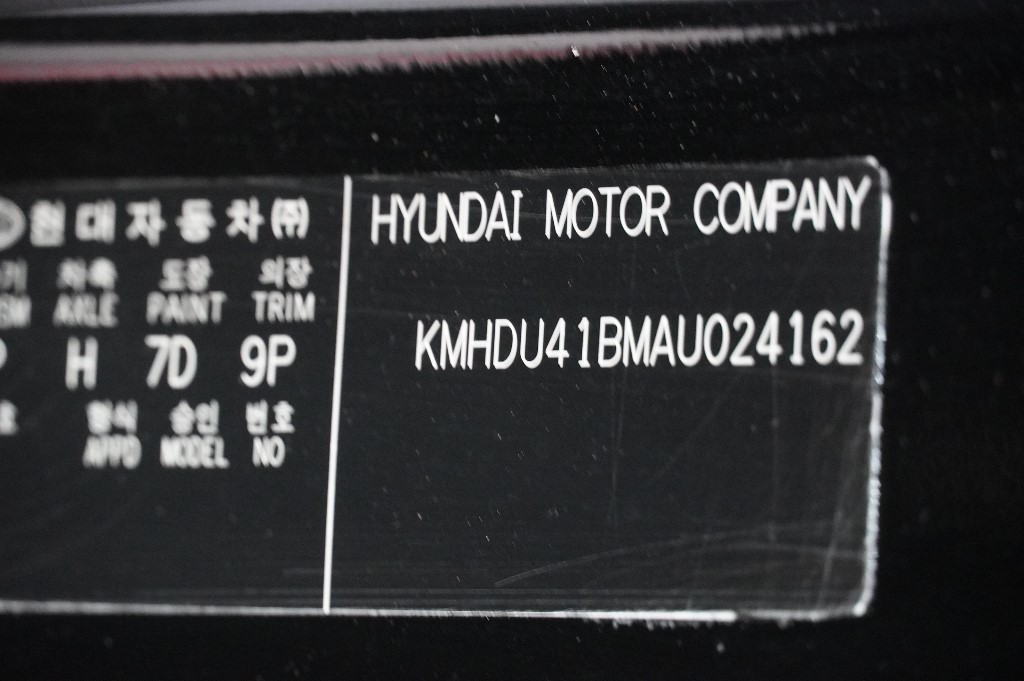 현대자동차㈜
차축 도장 의장
AXLE PAINT TRIM
H 7D 9P
형식 승인 번호
APPD MODEL NO
HYUNDAI MOTOR COMPANY
KMHDU41BMAU024162